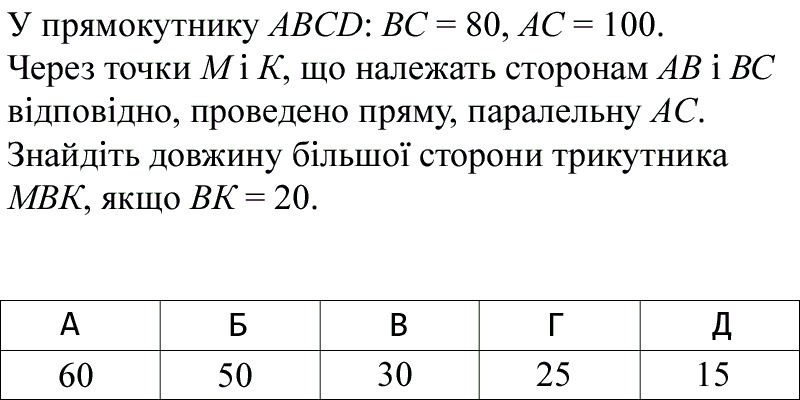 У прямокутнику ABCD: BC = 80, AC = 100.
Через точки M і K, що належать сторонам AB і BC
відповідно, проведено пряму, паралельну AC.
Знайдіть довжину більшої сторони трикутника
MBK, якщо BK = 20.
А Б В Г Д
60 50 30 25 15